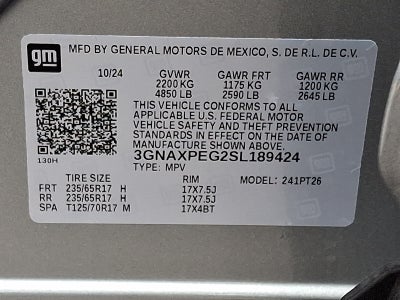 gm
MFD BY GENERAL MOTORS DE MEXICO, S. DE R.L. DE C.V.
10/24 GVWR GAWR FRT GAWR RR
2200 KG 1175 KG 1200 KG
4850 LB 2590 LB 2645 LB
THIS VEHICLE CONFORMS TO ALL
APPLICABLE U.S. FEDERAL MOTOR
VEHICLE SAFETY AND THEFT PREVENTION
STANDARDS IN EFFECT ON THE DATE OF
MANUFACTURE SHOWN ABOVE.
130H 3GNAXPEG2SL189424
TYPE: MPV
TIRE SIZE RIM MODEL: 241PT26
FRT 235/65R17 H 17X7.5J
RR 235/65R17 H 17X7.5J
SPA T125/70R17 M 17X4BT